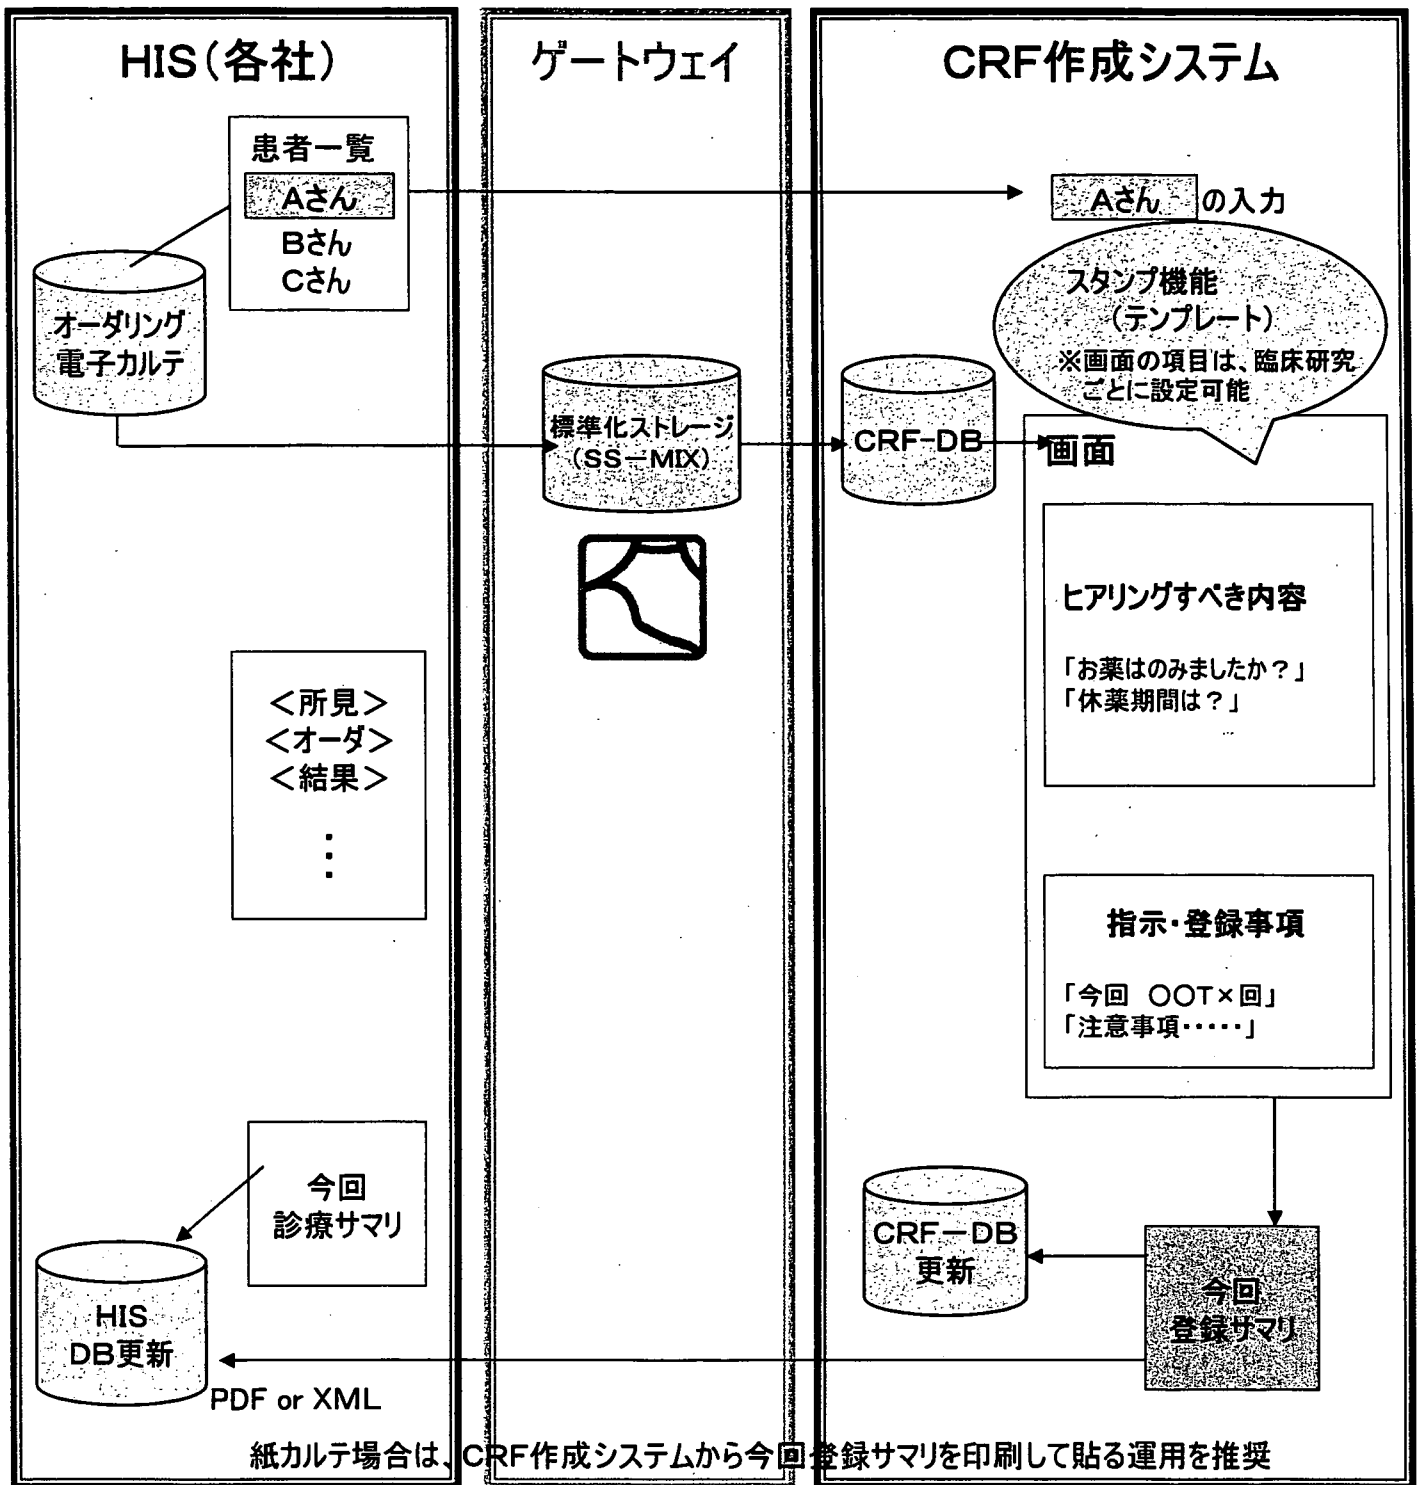 HIS(各社)
患者一覧
Aさん
Bさん
Cさん
オーダリング
電子カルテ
<所見>
<オーダ>
<結果>
・
・
・
今回
診療サマリ
HIS
DB更新
PDF or XML
ゲートウェイ
標準化ストレージ
(SS-MIX)
CRF作成システム
Aさん の入力
スタンプ機能
(テンプレート)
※画面の項目は、臨床研究
ごとに設定可能
CRF-DB
画面
ヒアリングすべき内容
「お薬はのみましたか?」
「休薬期間は?」
指示・登録事項
「今回 〇〇T×回」
「注意事項・・・・・」
CRF-DB
更新
今回
登録サマリ
紙カルテ場合は、CRF作成システムから今回登録サマリを印刷して貼る運用を推奨